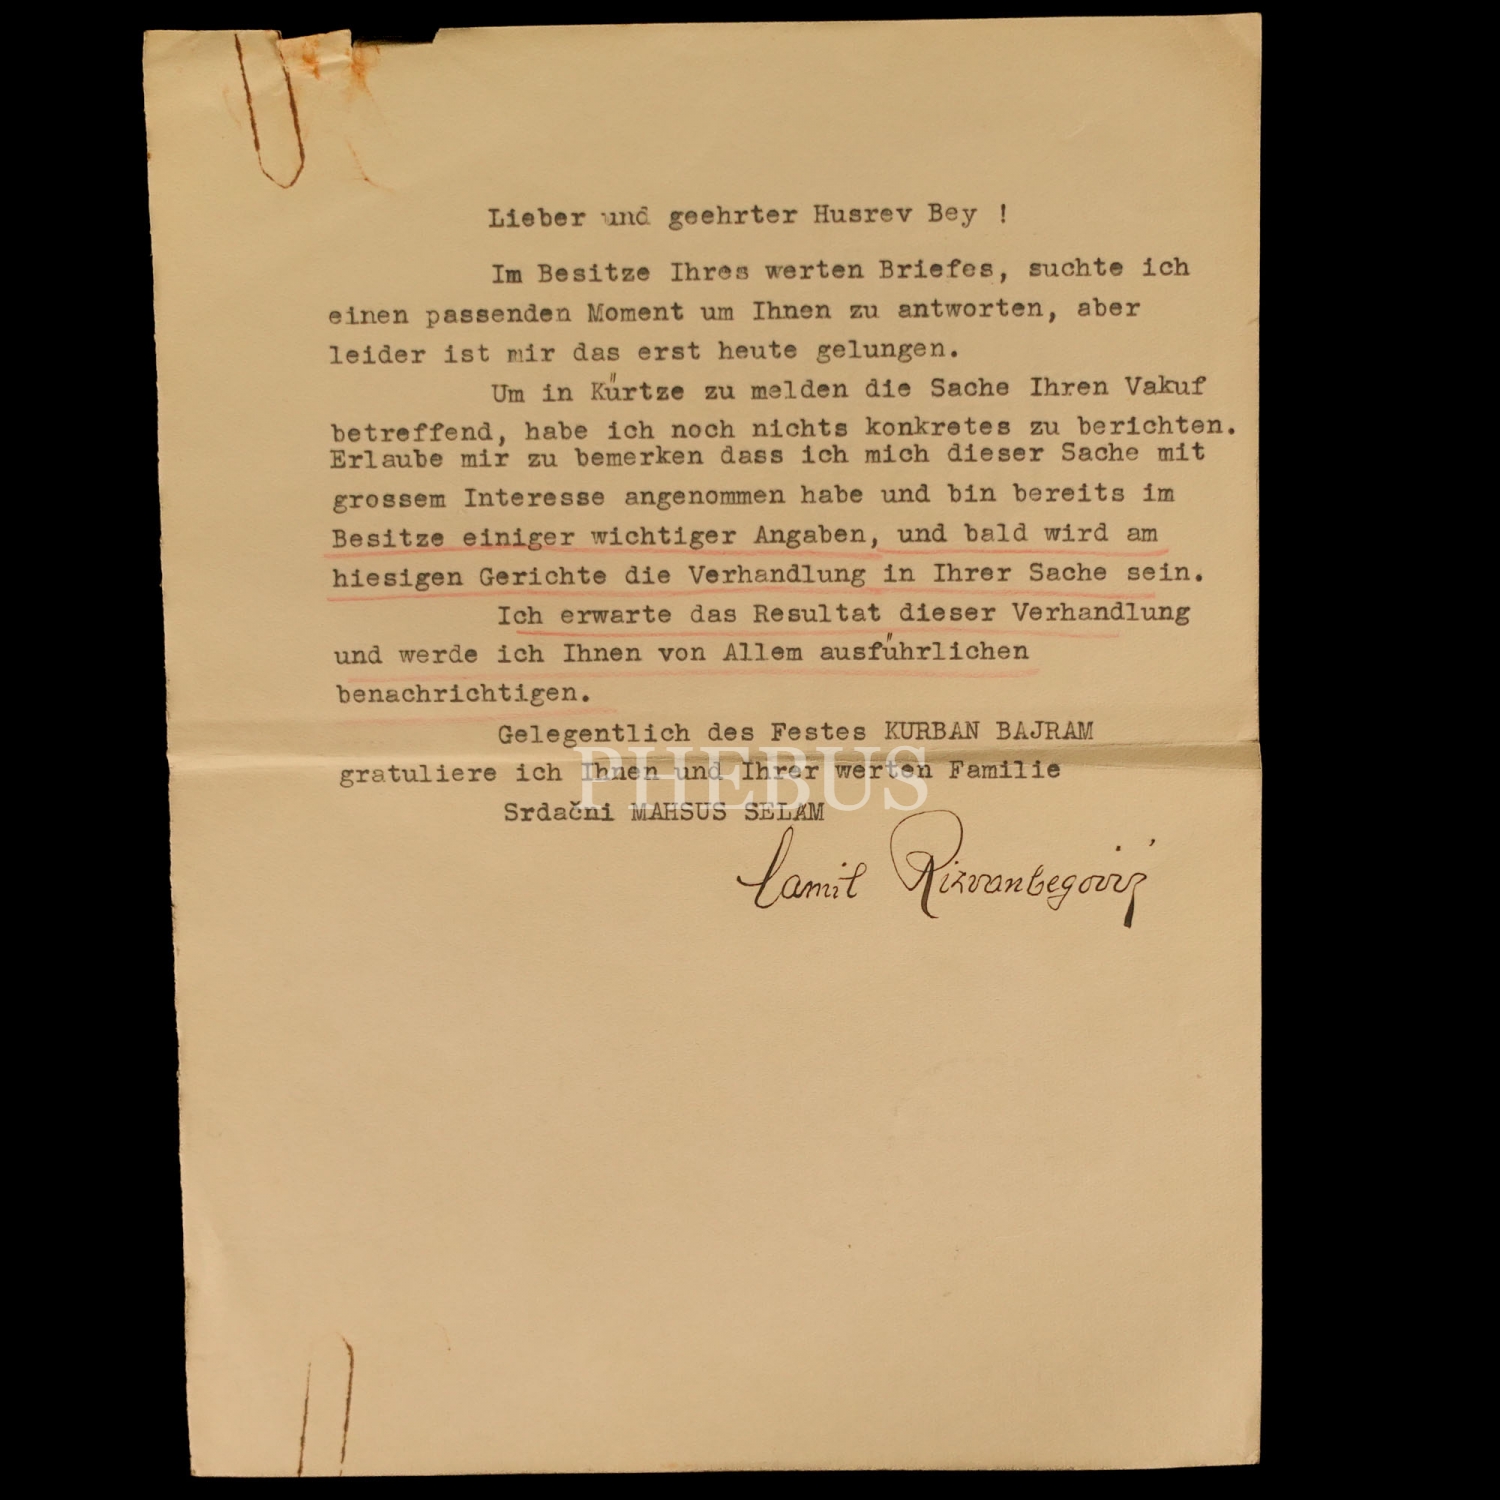 Lieber und geehrter Husrev Bey !
Im Besitze Ihres werten Briefes, suchte ich
einen passenden Moment um Ihnen zu antworten, aber
leider ist mir das erst heute gelungen.
Um in Kürtze zu melden die Sache Ihren Vakuf
betreffend, habe ich noch nichts konkretes zu berichten.
Erlaube mir zu bemerken dass ich mich dieser Sache mit
grossem Interesse angenommen habe und bin bereits im
Besitze einiger wichtiger Angaben, und bald wird am
hiesigen Gerichte die Verhandlung in Ihrer Sache sein.
Ich erwarte das Resultat dieser Verhandlung
und werde ich Ihnen von Allem ausführlichen
benachrichtigen.
Gelegentlich des Festes KURBAN BAJRAM
gratuliere ich Ihnen und Ihrer werten Familie
PHEBUS
Srdačni MAHSUS SELAM
Camil Rizvanbegović